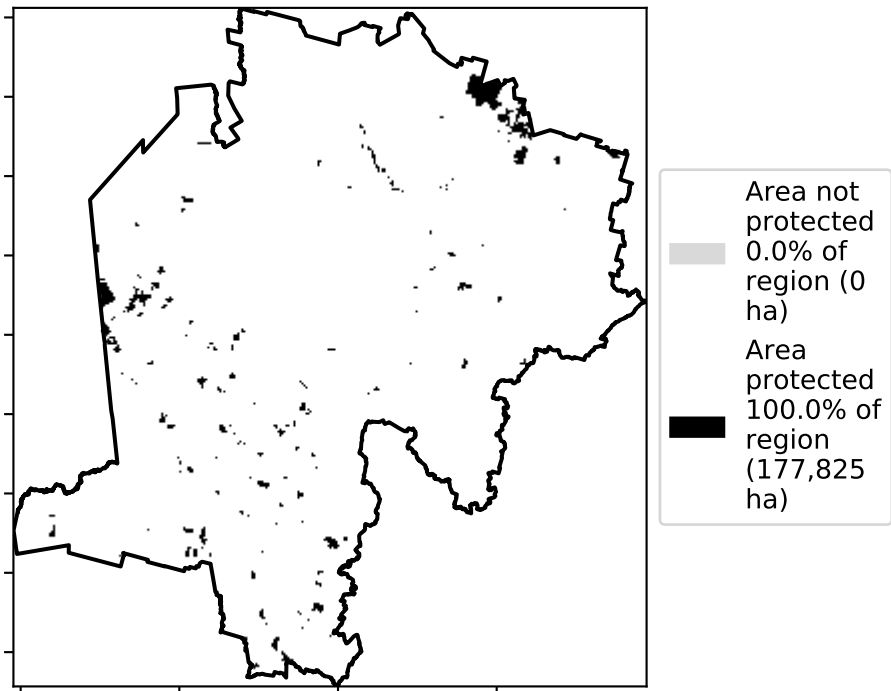 Area not
protected
0.0% of
region (0
ha)
Area
protected
100.0% of
region
(177,825
ha)